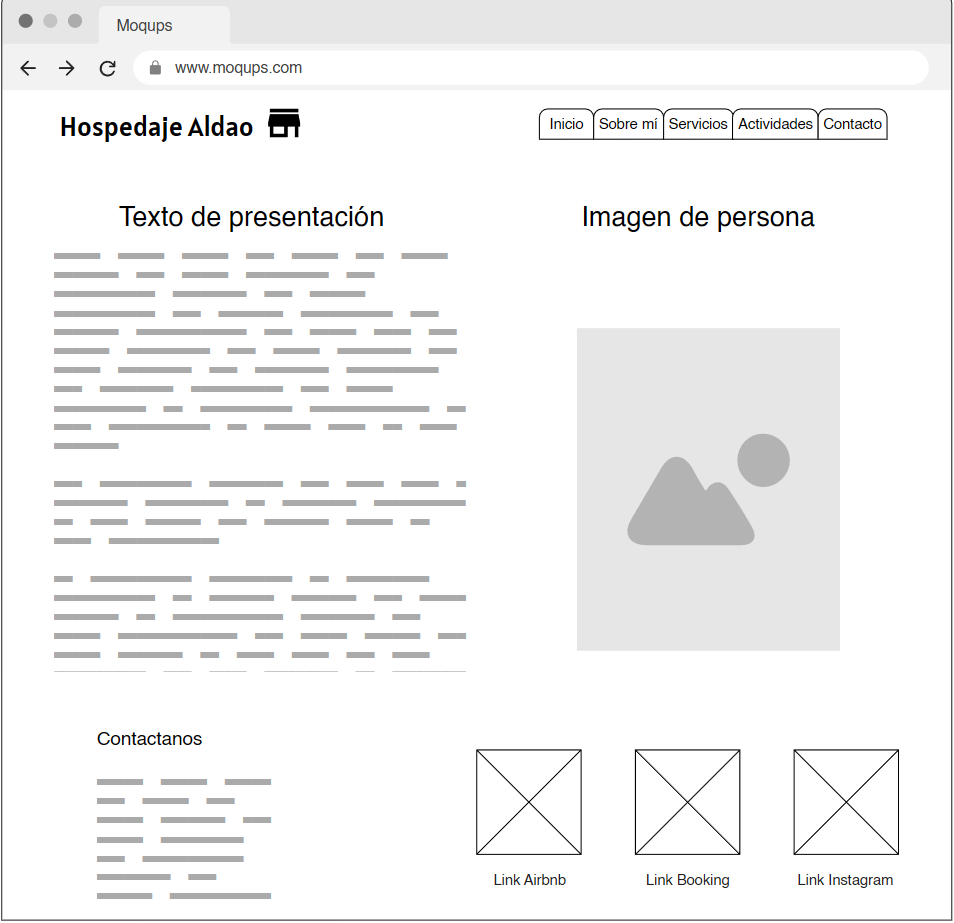 Moqups
www.moqups.com
Hospedaje Aldao
Inicio Sobre mí Servicios Actividades Contacto
Texto de presentación
Imagen de persona
Contactanos
Link Airbnb
Link Booking
Link Instagram